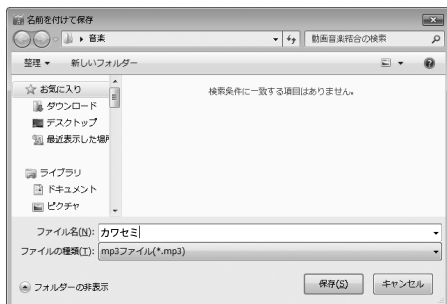 名前を付けて保存
音楽
動画音楽結合の検索
整理 新しいフォルダー
お気に入り
ダウンロード
デスクトップ
最近表示した場所
ライブラリ
ドキュメント
ピクチャ
検索条件に一致する項目はありません。
ファイル名(N): カワセミ
ファイルの種類(T): mp3ファイル(*.mp3)
フォルダーの非表示
保存(S) キャンセル